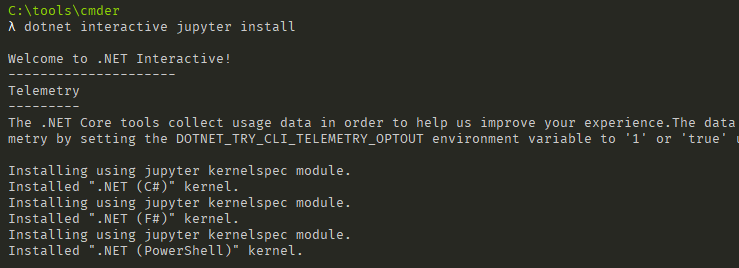 C:\tools\cmder
λ dotnet interactive jupyter install
Welcome to .NET Interactive!
---------------------
Telemetry
---------
The .NET Core tools collect usage data in order to help us improve your experience.The data
metry by setting the DOTNET_TRY_CLI_TELEMETRY_OPTOUT environment variable to '1' or 'true'
Installing using jupyter kernelspec module.
Installed ".NET (C#)" kernel.
Installing using jupyter kernelspec module.
Installed ".NET (F#)" kernel.
Installing using jupyter kernelspec module.
Installed ".NET (PowerShell)" kernel.